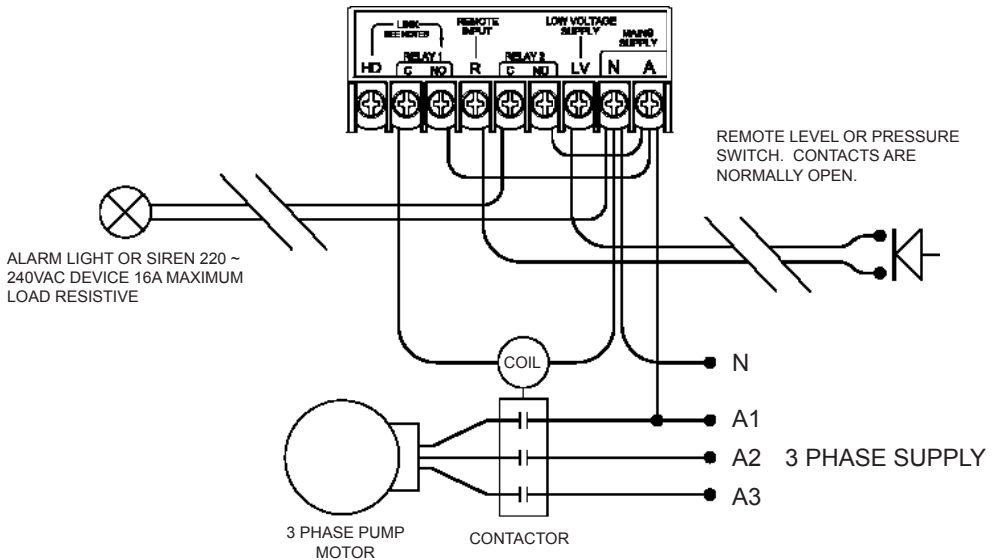 LINK
SEE NOTES
REMOTE
INPUT
LOW VOLTAGE
SUPPLY
MAINS
SUPPLY
RELAY 1
RELAY 2
HD C NO R C NO LV N A
REMOTE LEVEL OR PRESSURE
SWITCH. CONTACTS ARE
NORMALLY OPEN.
ALARM LIGHT OR SIREN 220 ~
240VAC DEVICE 16A MAXIMUM
LOAD RESISTIVE
COIL
N
A1
A2 3 PHASE SUPPLY
A3
3 PHASE PUMP
MOTOR
CONTACTOR